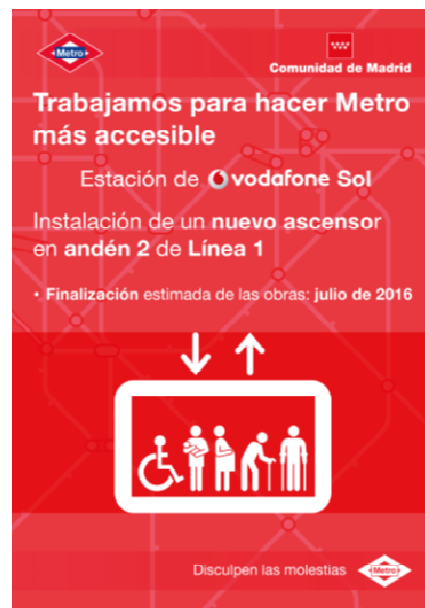 Metro
Comunidad de Madrid
Trabajamos para hacer Metro
más accesible
Estación de vodafone Sol
Instalación de un nuevo ascensor
en andén 2 de Línea 1
• Finalización estimada de las obras: julio de 2016
Disculpen las molestias
Metro